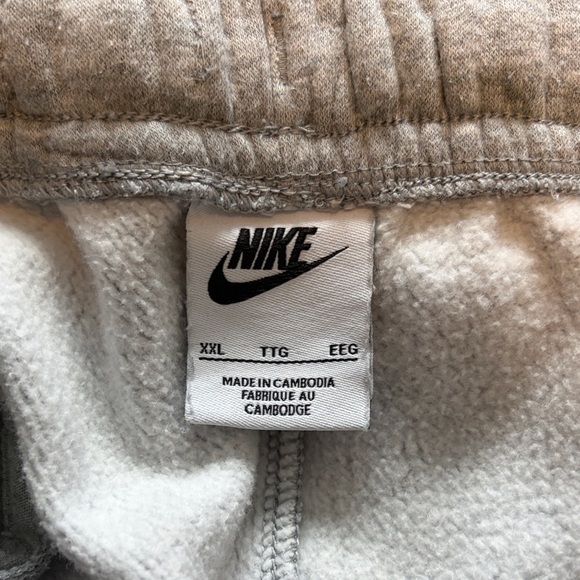 NIKE
XXL TTG EEG
MADE IN CAMBODIA
FABRIQUE AU
CAMBODGE